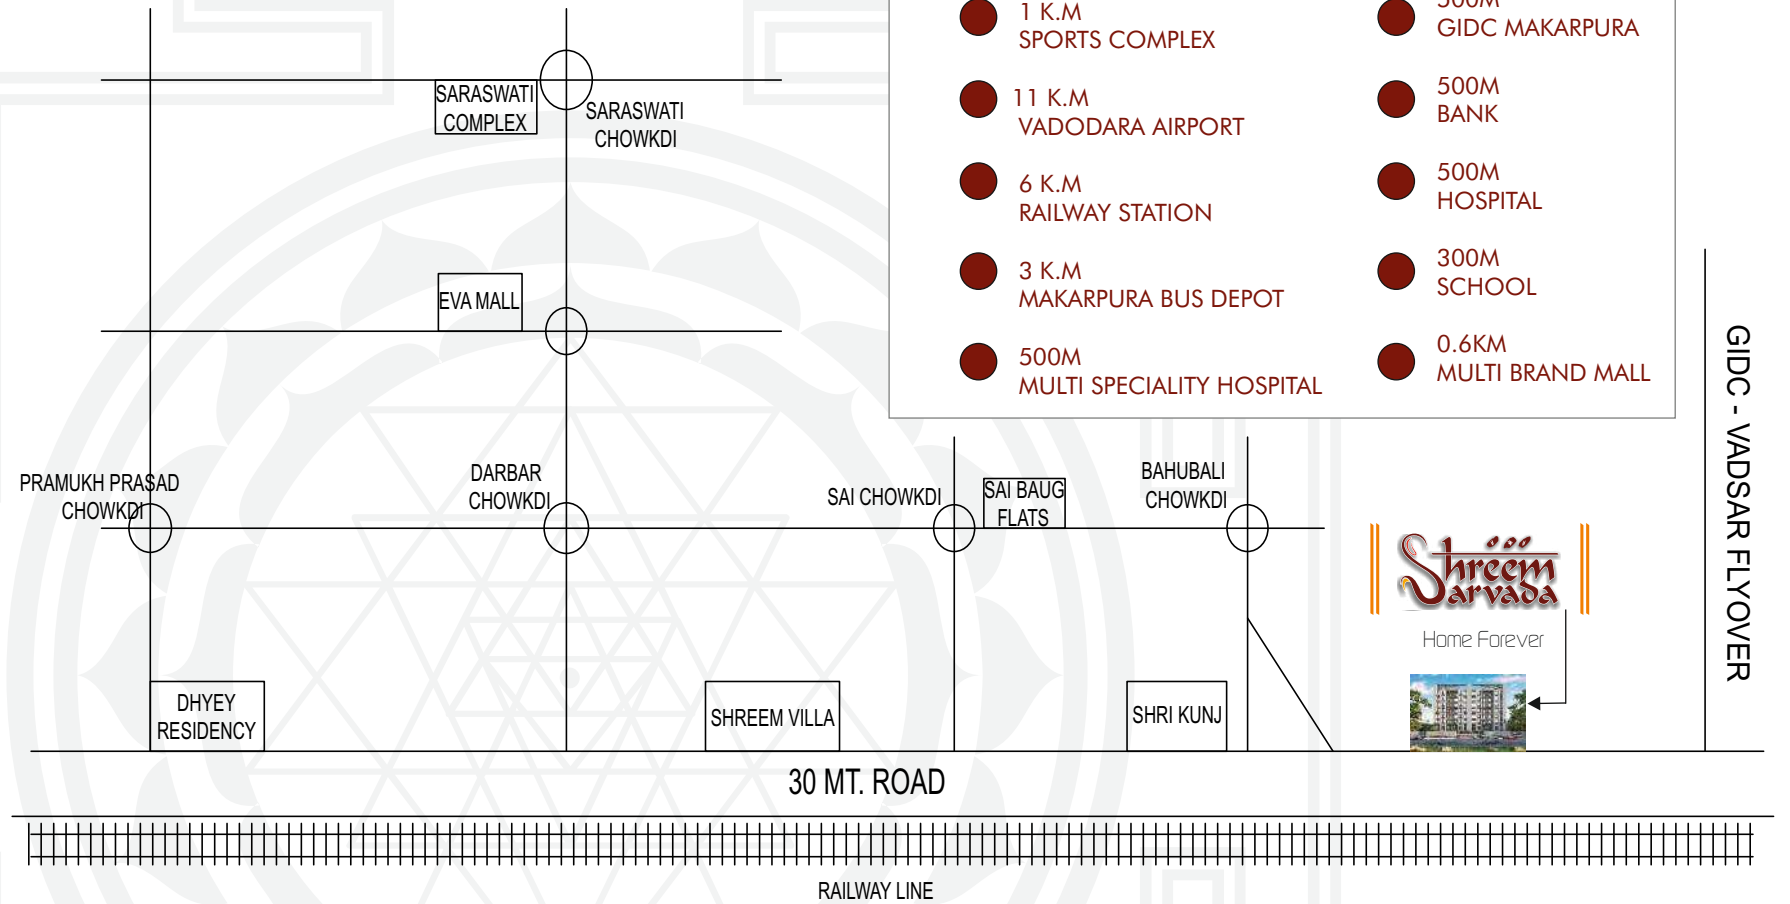 1 K.M
SPORTS COMPLEX
11 K.M
VADODARA AIRPORT
6 K.M
RAILWAY STATION
3 K.M
MAKARPURA BUS DEPOT
500M
MULTI SPECIALITY HOSPITAL
500M
GIDC MAKARPURA
500M
BANK
500M
HOSPITAL
300M
SCHOOL
0.6KM
MULTI BRAND MALL
SARASWATI
COMPLEX
SARASWATI
CHOWKDI
EVA MALL
PRAMUKH PRASAD
CHOWKDI
DARBAR
CHOWKDI
SAI CHOWKDI
SAI BAUG
FLATS
BAHUBALI
CHOWKDI
Shreem
Sarvada
Home Forever
GIDC - VADSAR FLYOVER
DHYEY
RESIDENCY
SHREEM VILLA
SHRI KUNJ
30 MT. ROAD
RAILWAY LINE